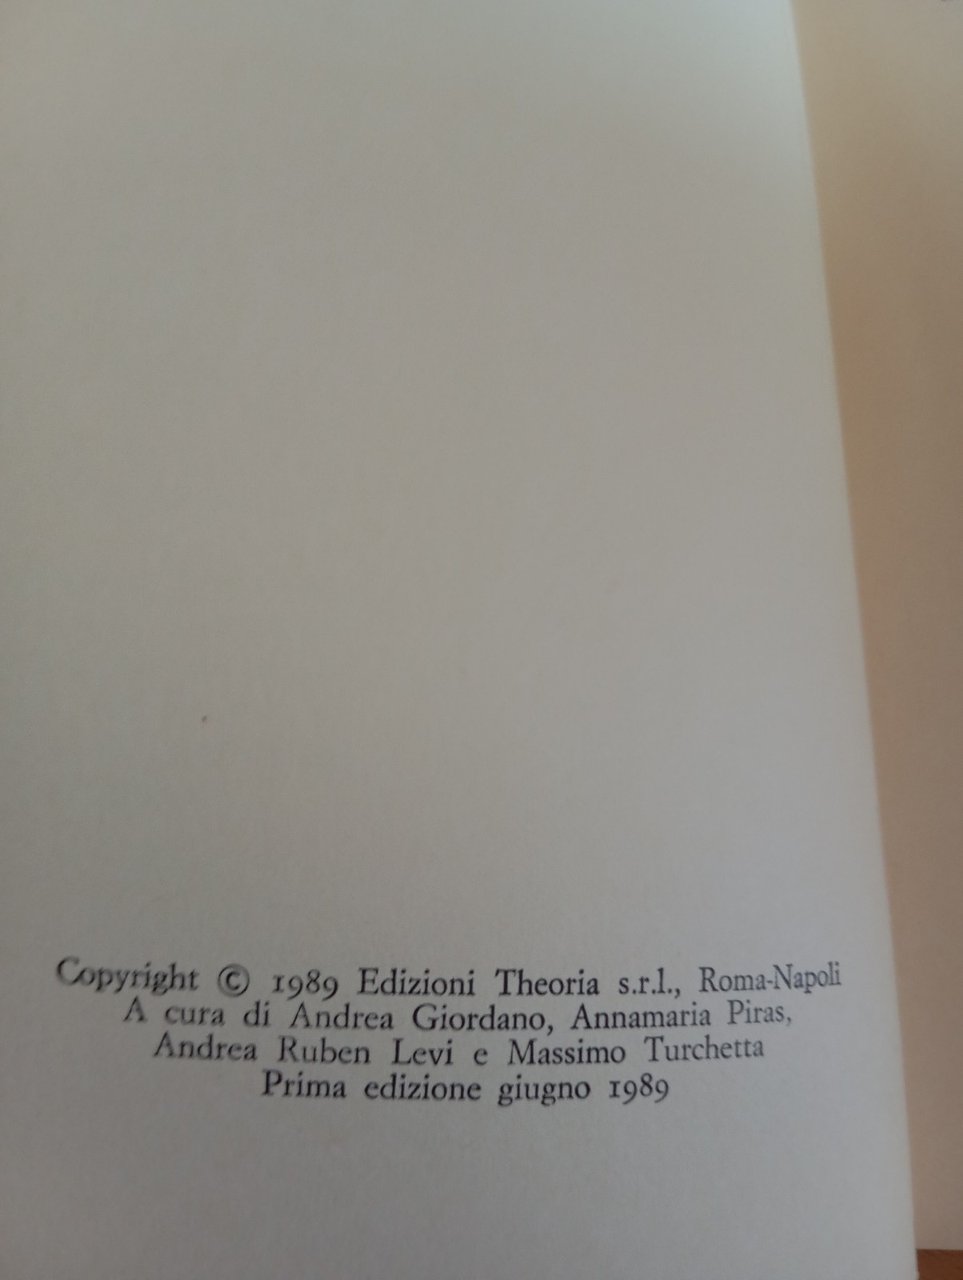 Copyright © 1989 Edizioni Theoria s.r.l., Roma-Napoli
A cura di Andrea Giordano, Annamaria Piras,
Andrea Ruben Levi e Massimo Turchetta
Prima edizione giugno 1989